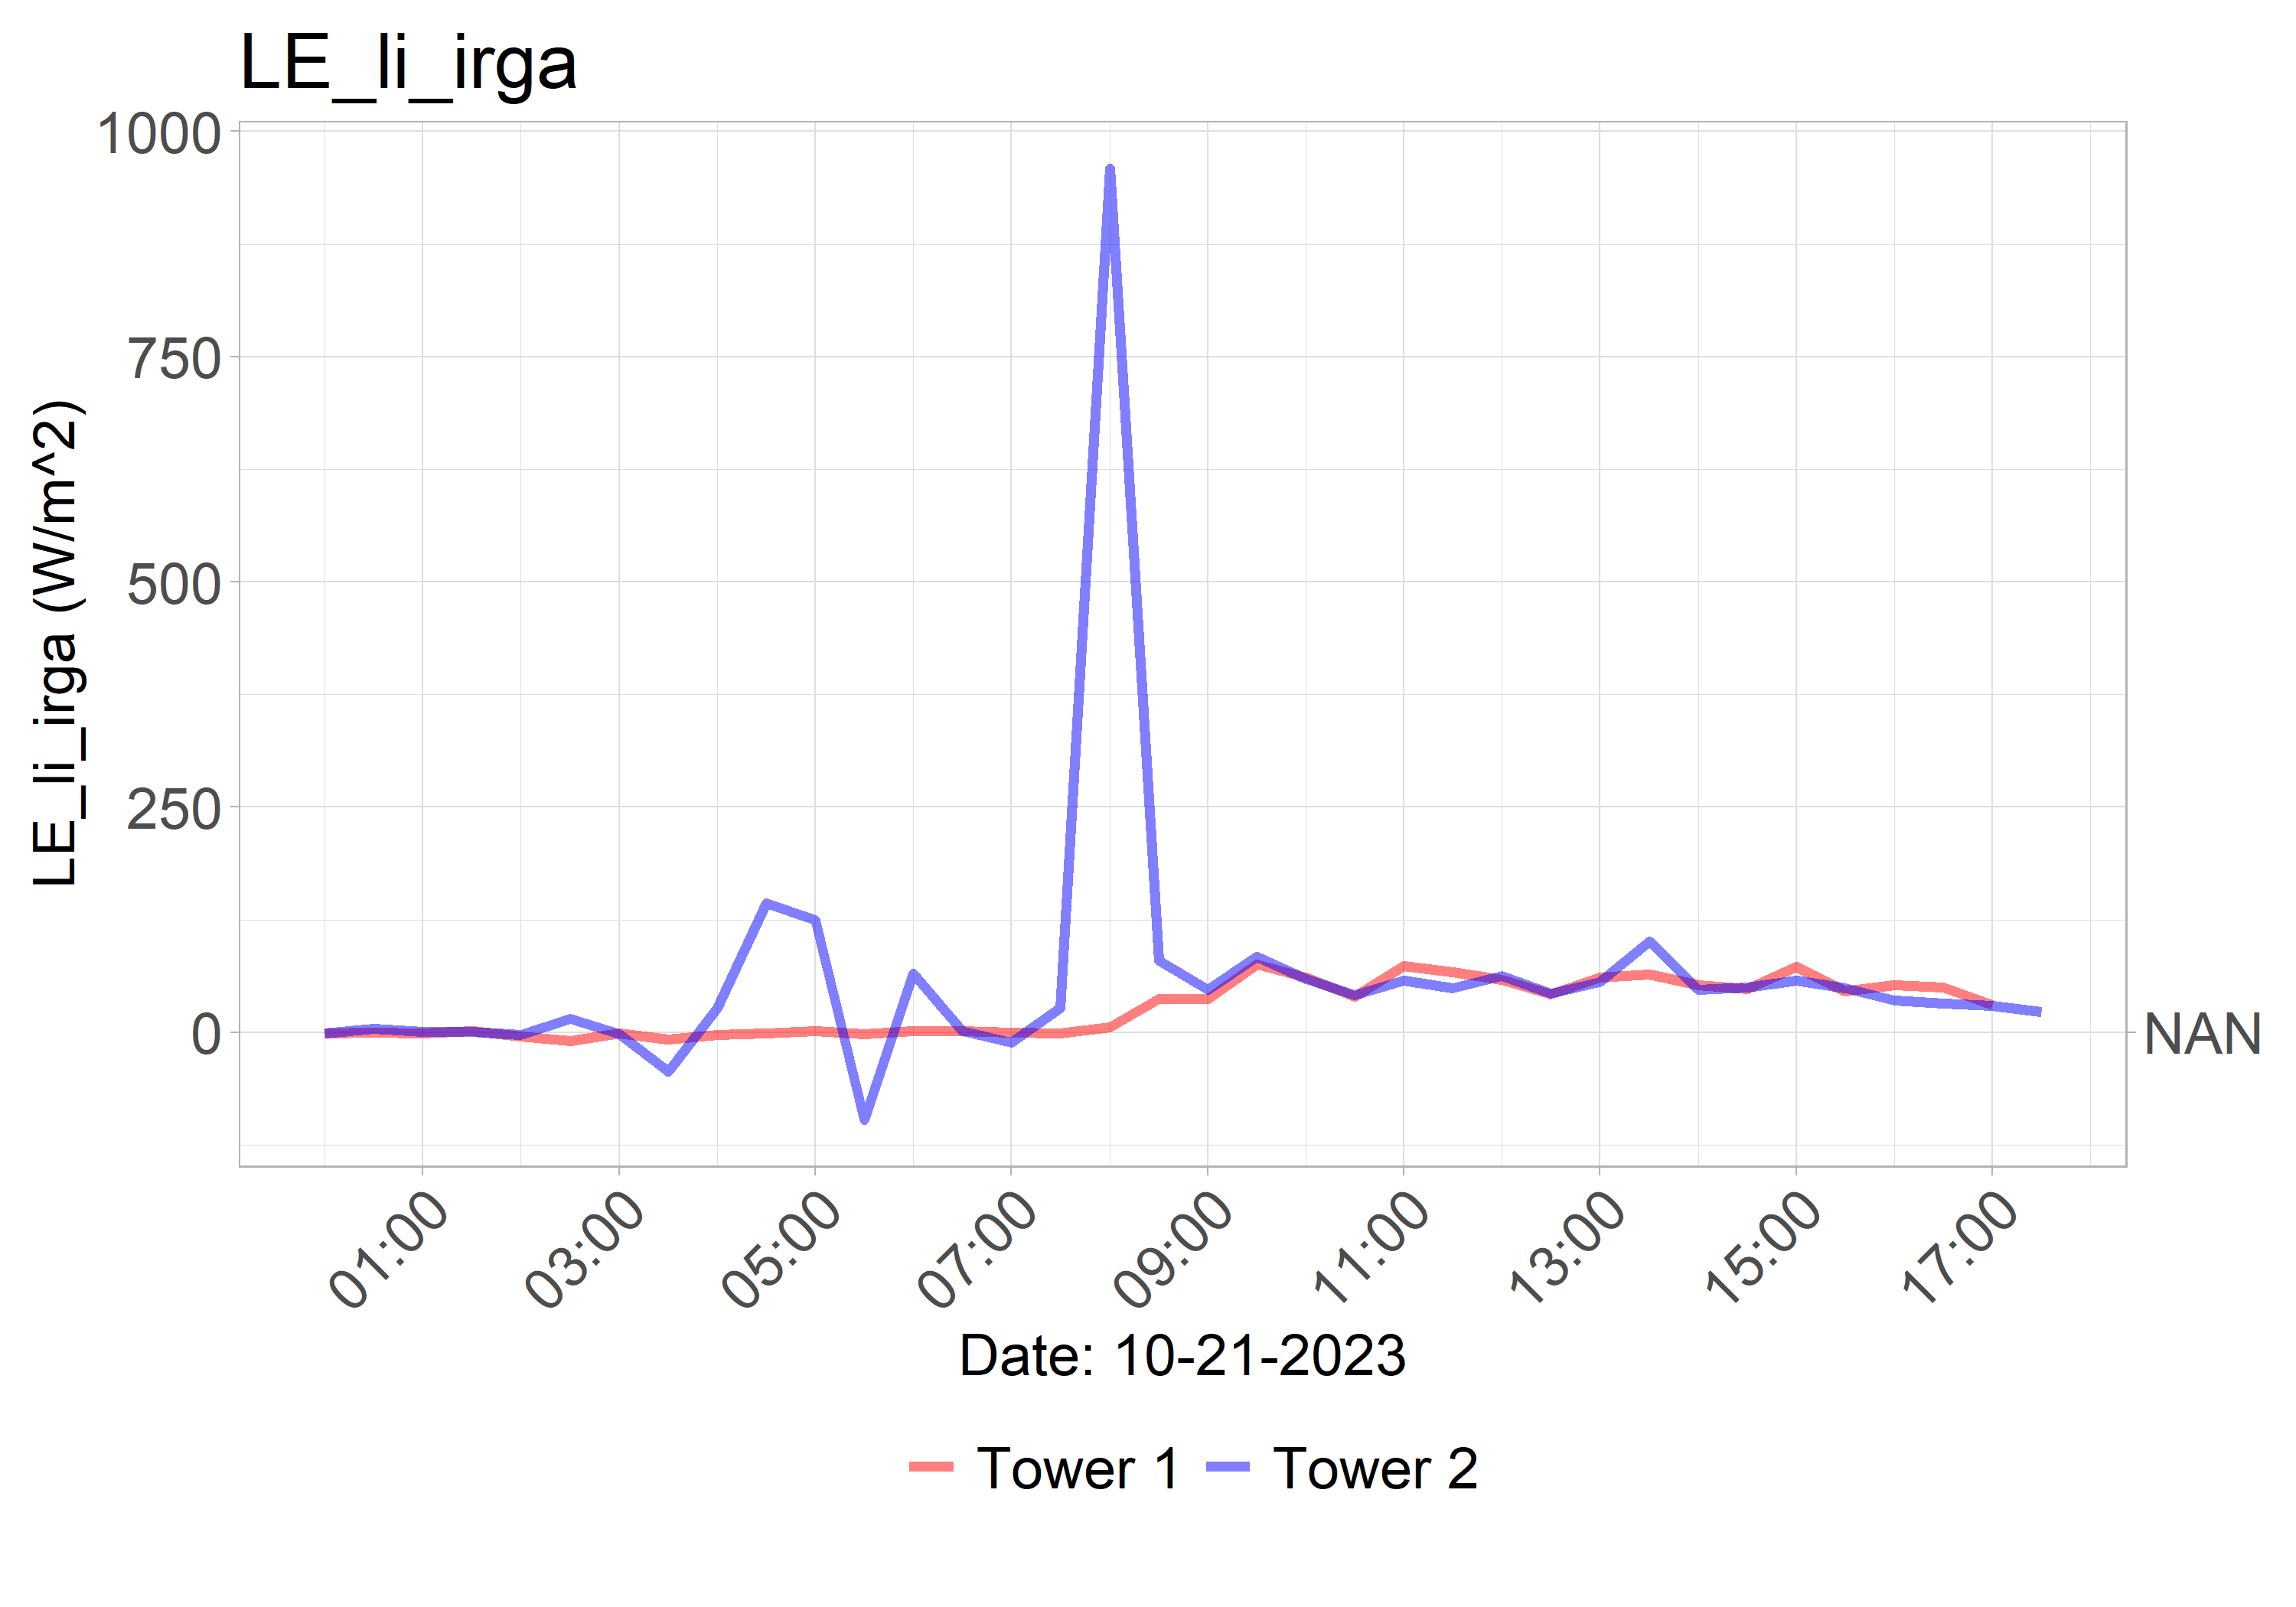 LE_li_irga
LE_li_irga (W/m^2)
1000
750
500
250
0
NAN
01:00 03:00 05:00 07:00 09:00 11:00 13:00 15:00 17:00
Date: 10-21-2023
Tower 1 Tower 2